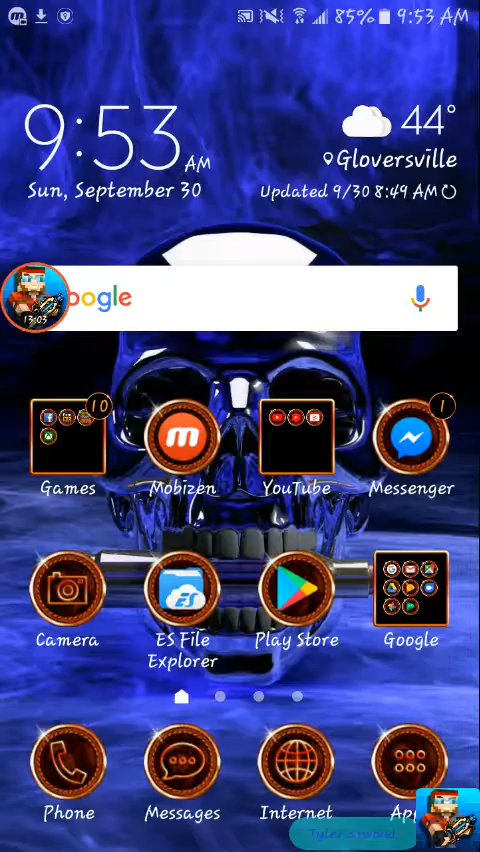 85% 9:53 AM
9:53 AM
44°
Gloversville
Sun, September 30
Updated 9/30 8:49 AM
oogle
13:03
10
1
Games
Mobizen
YouTube
Messenger
ES
Camera
ES File
Explorer
Play Store
Google
Phone
Messages
Internet
App